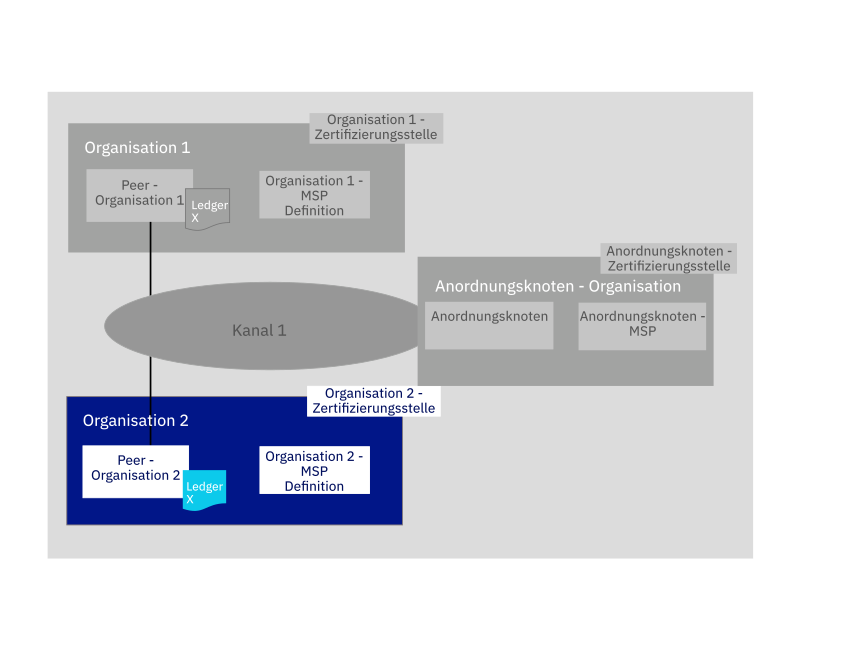 Organisation 1 -
Zertifizierungsstelle
Organisation 1
Peer -
Organisation 1
Ledger
X
Organisation 1 -
MSP
Definition
Anordnungsknoten -
Zertifizierungsstelle
Anordnungsknoten - Organisation
Anordnungsknoten
Anordnungsknoten -
MSP
Kanal 1
Organisation 2 -
Zertifizierungsstelle
Organisation 2
Peer -
Organisation 2
Ledger
X
Organisation 2 -
MSP
Definition